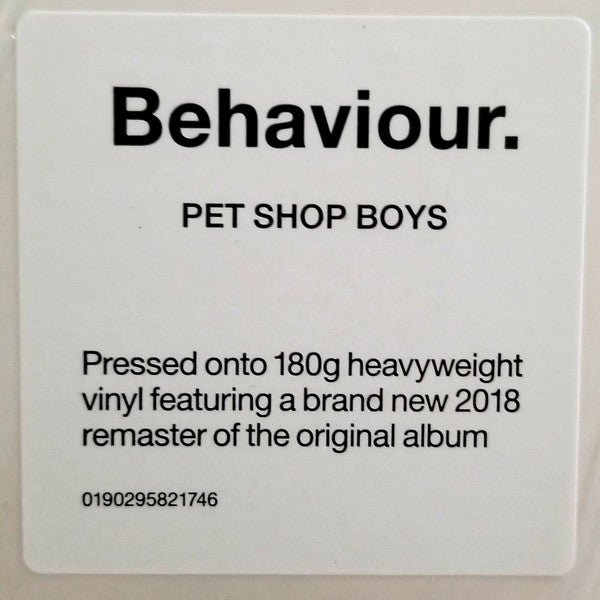 Behaviour.
PET SHOP BOYS
Pressed onto 180g heavyweight
vinyl featuring a brand new 2018
remaster of the original album
0190295821746